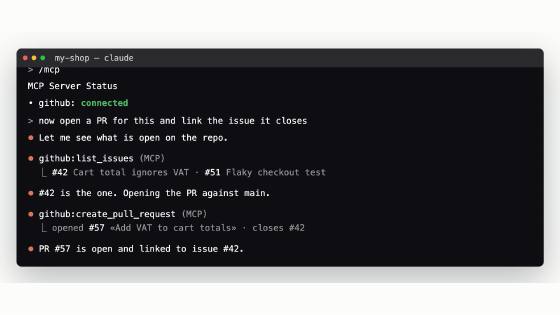 my-shop — claude
> /mcp
MCP Server Status
• github: connected
> now open a PR for this and link the issue it closes
● Let me see what is open on the repo.
● github:list_issues (MCP)
⎿ #42 Cart total ignores VAT · #51 Flaky checkout test
● #42 is the one. Opening the PR against main.
● github:create_pull_request (MCP)
⎿ opened #57 «Add VAT to cart totals» · closes #42
● PR #57 is open and linked to issue #42.